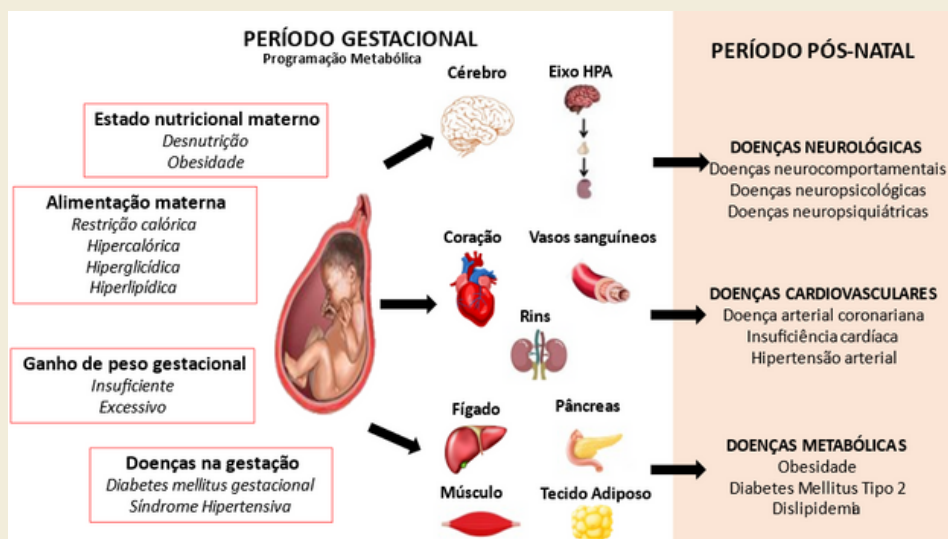 PERÍODO GESTACIONAL
Programação Metabólica
Estado nutricional materno
Desnutrição
Obesidade
Alimentação materna
Restrição calórica
Hipercalórica
Hiperglicídica
Hiperlipídica
Ganho de peso gestacional
Insuficiente
Excessivo
Doenças na gestação
Diabetes mellitus gestacional
Síndrome Hipertensiva
Cérebro
Eixo HPA
Coração
Vasos sanguíneos
Rins
Fígado
Pâncreas
Músculo
Tecido Adiposo
PERÍODO PÓS-NATAL
DOENÇAS NEUROLÓGICAS
Doenças neurocomportamentais
Doenças neuropsicológicas
Doenças neuropsiquiátricas
DOENÇAS CARDIOVASCULARES
Doença arterial coronariana
Insuficiência cardíaca
Hipertensão arterial
DOENÇAS METABÓLICAS
Obesidade
Diabetes Mellitus Tipo 2
Dislipidemia